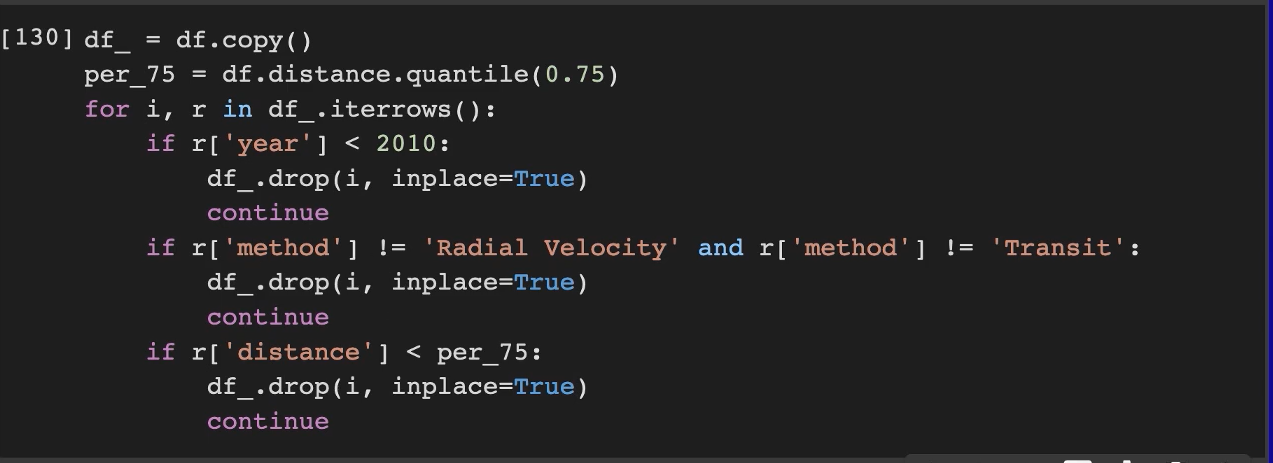 [130] df_ = df.copy()
per_75 = df.distance.quantile(0.75)
for i, r in df_.iterrows():
    if r['year'] < 2010:
        df_.drop(i, inplace=True)
        continue
    if r['method'] != 'Radial Velocity' and r['method'] != 'Transit':
        df_.drop(i, inplace=True)
        continue
    if r['distance'] < per_75:
        df_.drop(i, inplace=True)
        continue